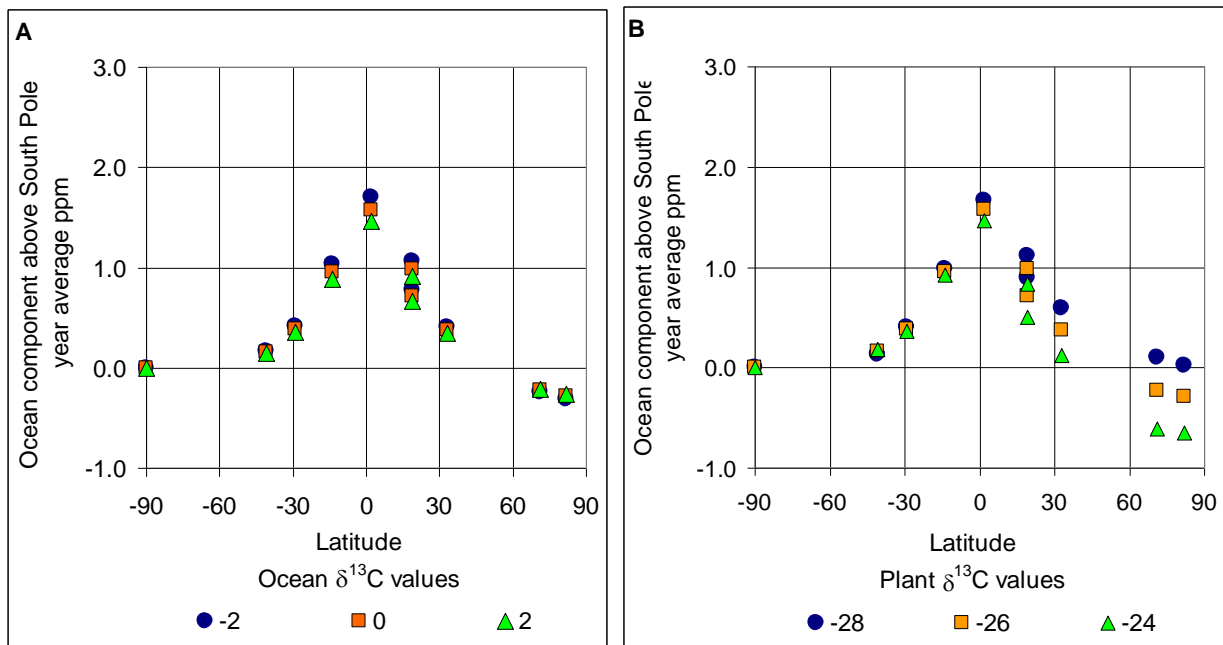 A
Ocean component above South Pole
year average ppm
3.0
2.0
1.0
0.0
-1.0
-90 -60 -30 0 30 60 90
Latitude
Ocean δ13C values
-2 0 2
B
Ocean component above South Pole
year average ppm
3.0
2.0
1.0
0.0
-1.0
-90 -60 -30 0 30 60 90
Latitude
Plant δ13C values
-28 -26 -24